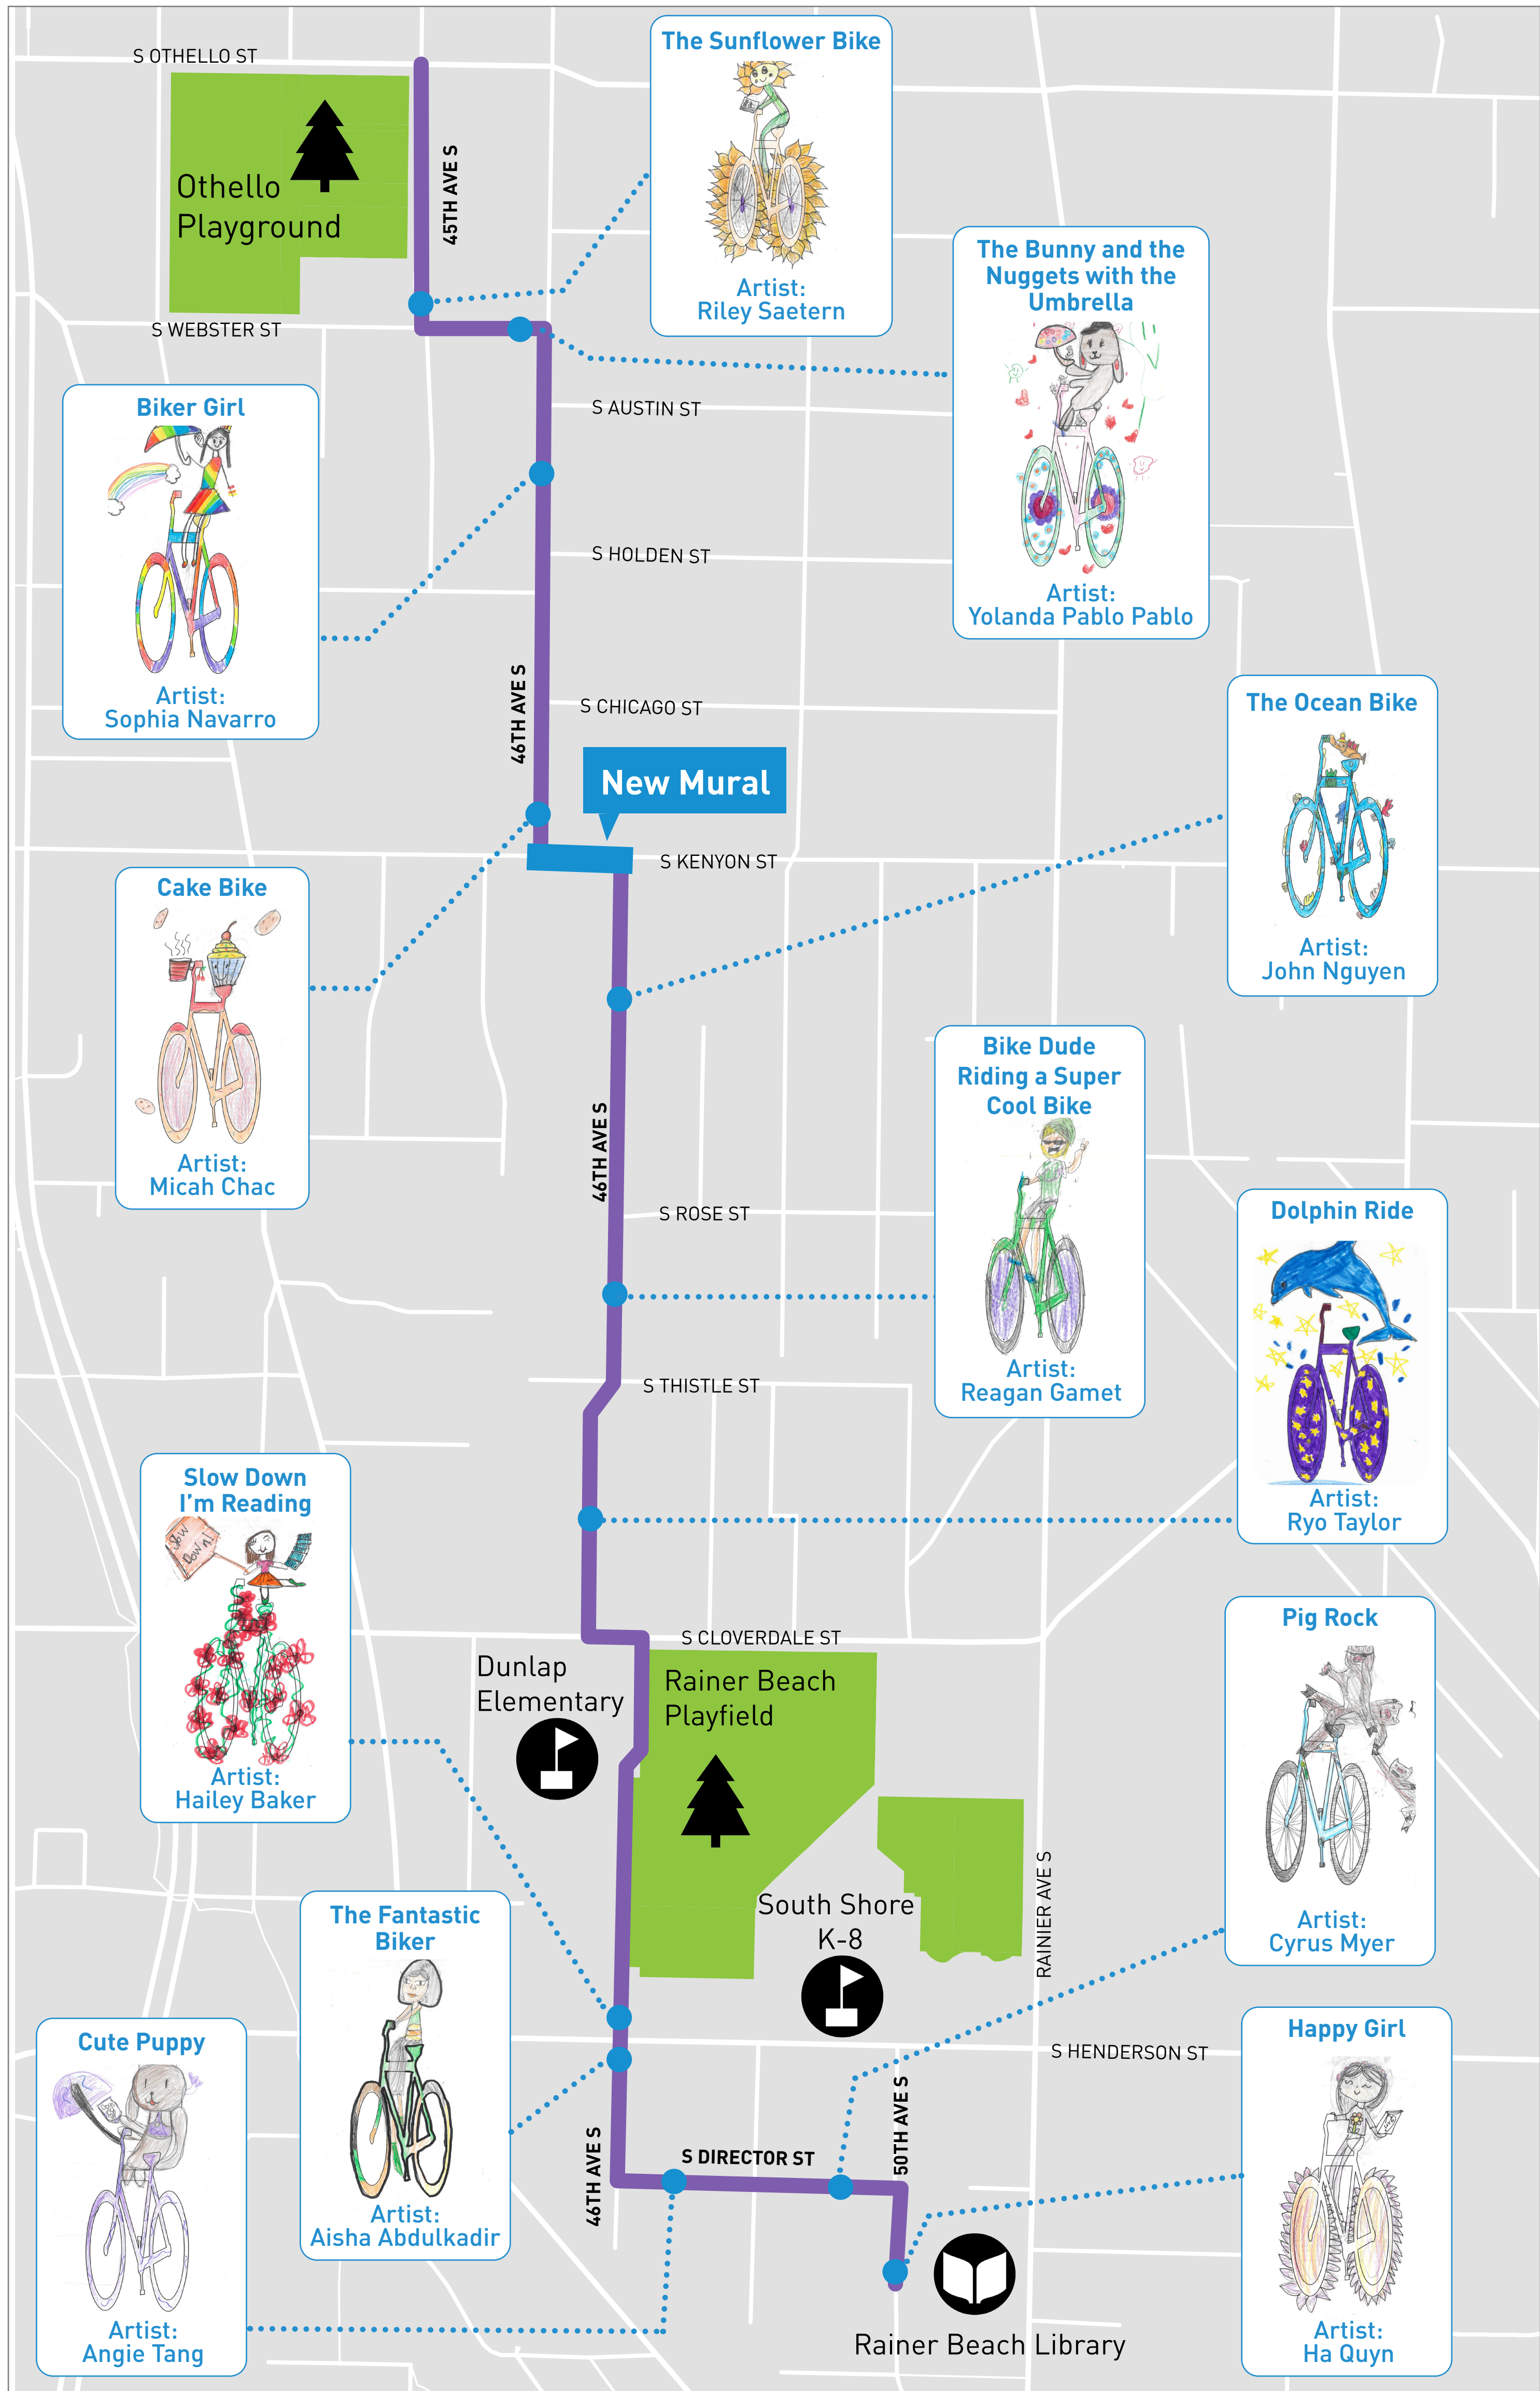 S OTHELLO ST
Othello
Playground
45TH AVE S
The Sunflower Bike
Artist:
Riley Saetern
S WEBSTER ST
The Bunny and the
Nuggets with the
Umbrella
Artist:
Yolanda Pablo Pablo
Biker Girl
Artist:
Sophia Navarro
S AUSTIN ST
S HOLDEN ST
46TH AVE S
S CHICAGO ST
New Mural
S KENYON ST
The Ocean Bike
Artist:
John Nguyen
Cake Bike
Artist:
Micah Chac
46TH AVE S
Bike Dude
Riding a Super
Cool Bike
Artist:
Reagan Gamet
S ROSE ST
Dolphin Ride
Artist:
Ryo Taylor
S THISTLE ST
Slow Down
I'm Reading
Slow
Down!
Artist:
Hailey Baker
S CLOVERDALE ST
Dunlap
Elementary
Rainer Beach
Playfield
Pig Rock
Artist:
Cyrus Myer
South Shore
K-8
RAINIER AVE S
The Fantastic
Biker
Artist:
Aisha Abdulkadir
Cute Puppy
Artist:
Angie Tang
S HENDERSON ST
Happy Girl
Artist:
Ha Quyn
46TH AVE S
S DIRECTOR ST
50TH AVE S
Rainer Beach Library